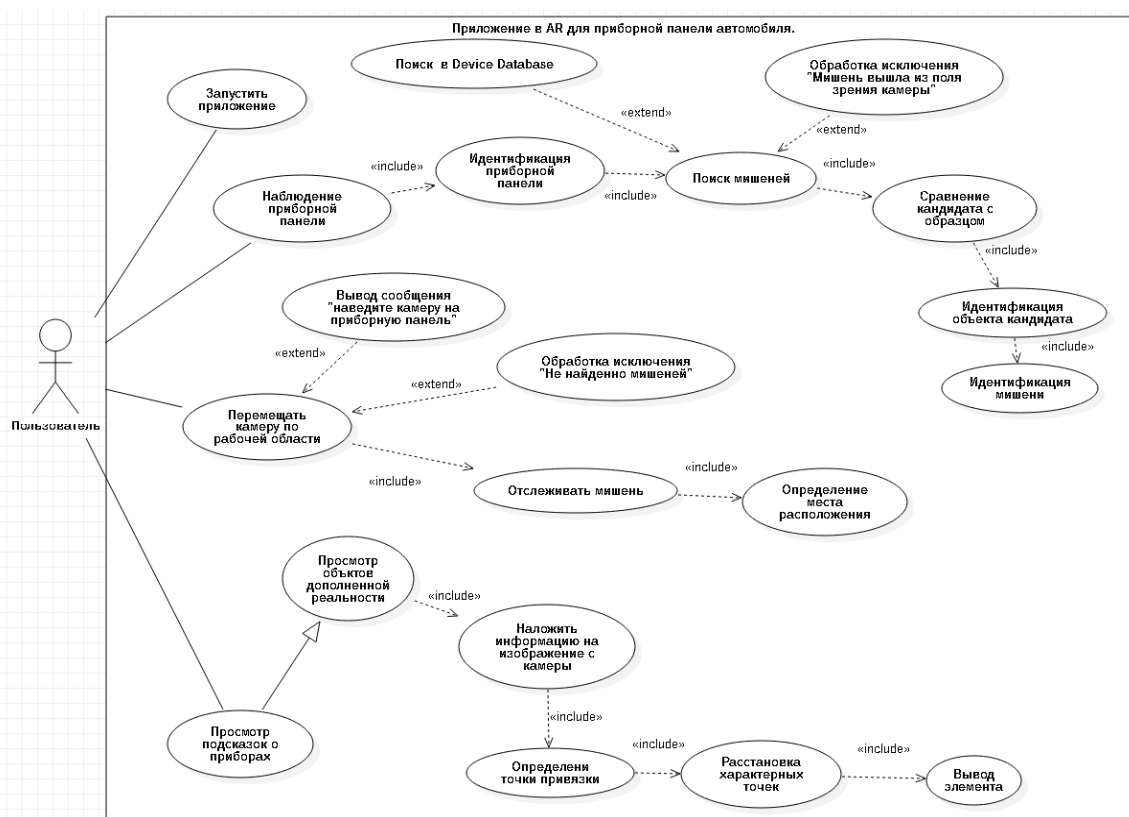 Приложение в AR для приборной панели автомобиля.
Поиск в Device Database
Обработка исключения
"Мишень вышла из поля
зрения камеры"
Запустить
приложение
«extend»
«extend»
Идентификация
приборной
панели
«include»
«include»
Поиск мишеней
«include»
Наблюдение
приборной
панели
Сравнение
кандидата с
образцом
«include»
Вывод сообщения
"наведите камеру на
приборную панель"
Идентификация
объекта кандидата
«include»
«extend»
Обработка исключения
"Не найденно мишеней"
«extend»
Идентификация
мишени
Пользователь
Перемещать
камеру по
рабочей области
«include»
Отслеживать мишень
«include»
Определение
места
расположения
Просмотр
объктов
дополненной
реальности
«include»
Наложить
информацию на
изображение с
камеры
«include»
Просмотр
подсказок о
приборах
Определени
точки привязки
«include»
Расстановка
характерных
точек
«include»
Вывод
элемента